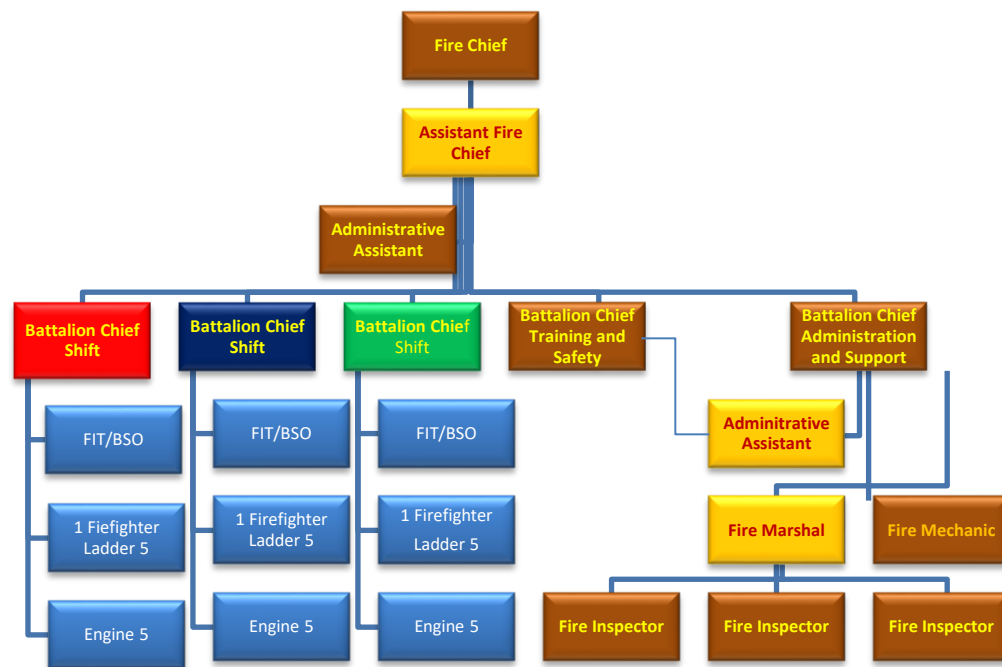 Fire Chief
Assistant Fire
Chief
Administrative
Assistant
Battalion Chief
Shift
Battalion Chief
Shift
Battalion Chief
Shift
Battalion Chief
Training and
Safety
Battalion Chief
Administration
and Support
FIT/BSO
FIT/BSO
FIT/BSO
Adminitrative
Assistant
1 Fiefighter
Ladder 5
1 Firefighter
Ladder 5
1 Firefighter
Ladder 5
Fire Marshal
Fire Mechanic
Engine 5
Engine 5
Engine 5
Fire Inspector
Fire Inspector
Fire Inspector